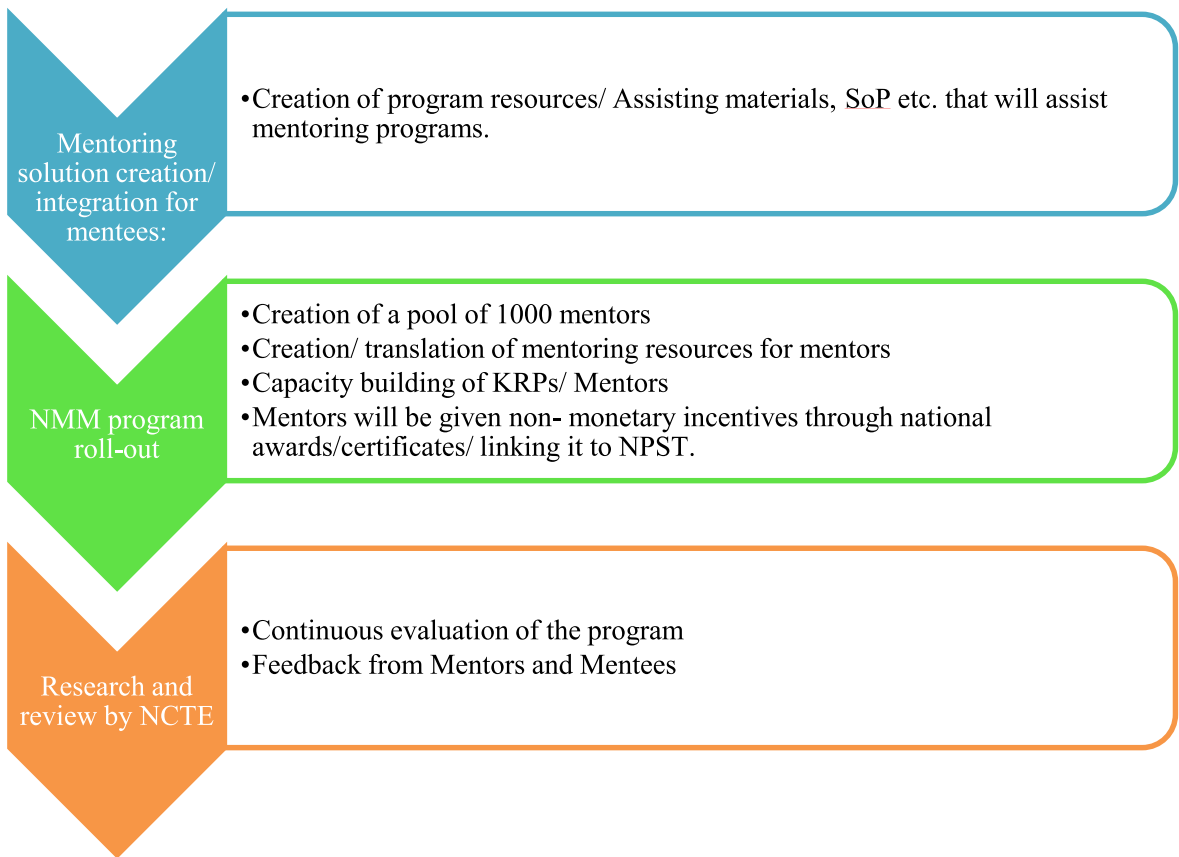 Mentoring
solution creation/
integration for
mentees:
•Creation of program resources/ Assisting materials, SoP etc. that will assist
mentoring programs.
NMM program
roll-out
•Creation of a pool of 1000 mentors
•Creation/ translation of mentoring resources for mentors
•Capacity building of KRPs/ Mentors
•Mentors will be given non- monetary incentives through national
awards/certificates/ linking it to NPST.
Research and
review by NCTE
•Continuous evaluation of the program
•Feedback from Mentors and Mentees